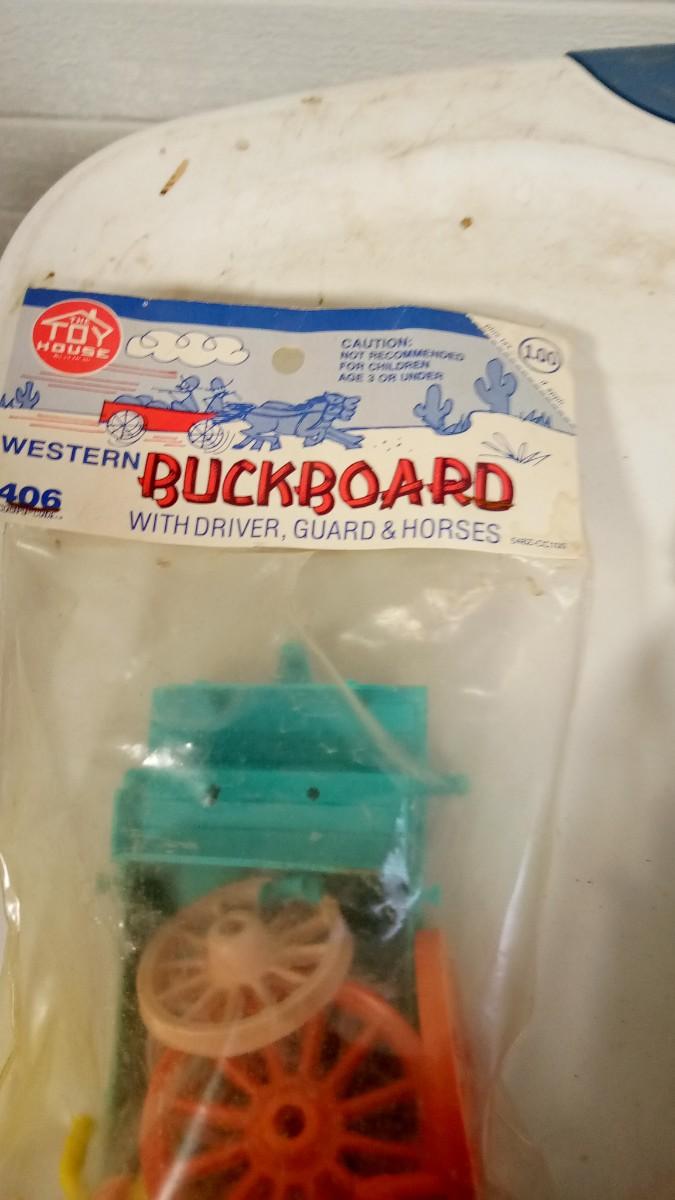 THE
TOY
HOUSE
CAUTION:
NOT RECOMMENDED
FOR CHILDREN
AGE 3 OR UNDER
1.00
WESTERN BUCKBOARD
406
WITH DRIVER, GUARD & HORSES